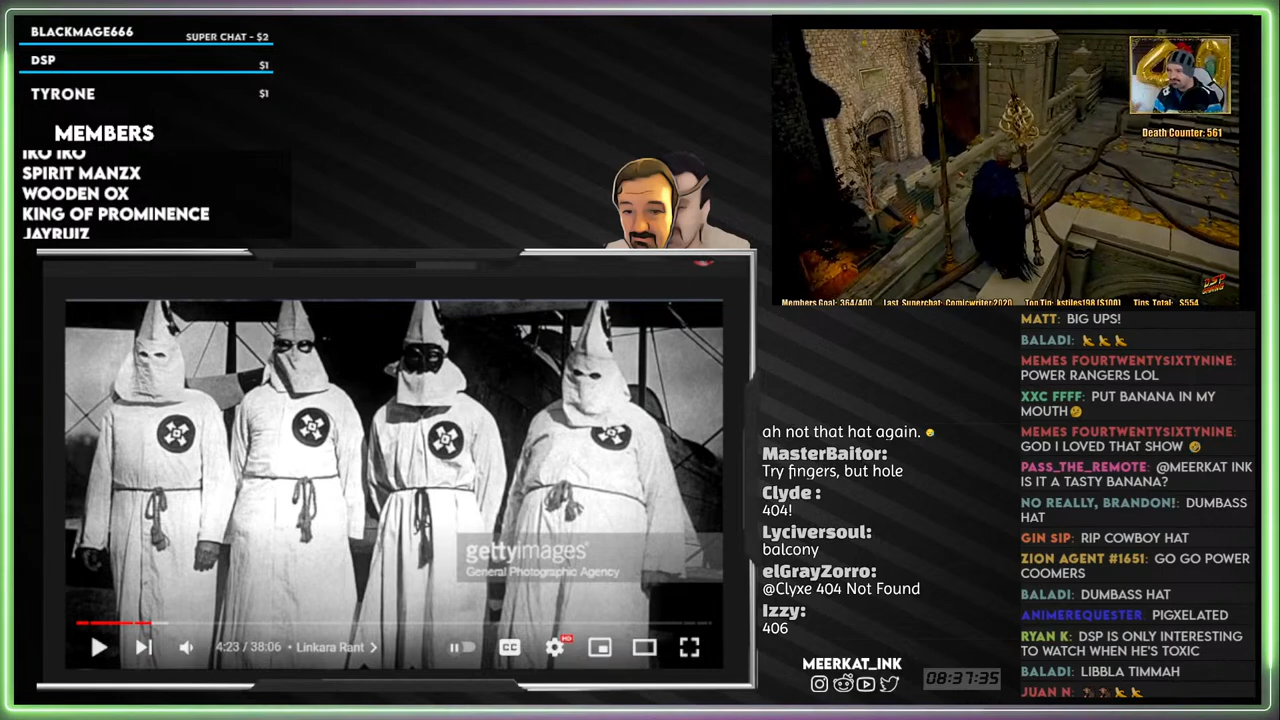 BLACKMAGE666
SUPER CHAT - $2
DSP
$1
TYRONE
$1
MEMBERS
IKO IKO
SPIRIT MANZX
WOODEN OX
KING OF PROMINENCE
JAYRUIZ
Death Counter: 561
Members Goal: 364/400 Last Superchat: Comicwriter2020 Top Tip: kstiles198 ($100) Tips Total: $554
DSP
gettyimages®
General Photographic Agency
4:23 / 38:06 • Linkara Rant
CC
HD
ah not that hat again.
MasterBaitor:
Try fingers, but hole
Clyde :
404!
Lyciversoul:
balcony
elGrayZorro:
@Clyxe 404 Not Found
Izzy:
406
MEERKAT_INK
08:37:35
MATT: BIG UPS!
BALADI:
MEMES FOURTWENTYSIXTYNINE:
POWER RANGERS LOL
XXC FFFF: PUT BANANA IN MY
MOUTH
MEMES FOURTWENTYSIXTYNINE:
GOD I LOVED THAT SHOW
PASS_THE_REMOTE: @MEERKAT INK
IS IT A TASTY BANANA?
NO REALLY, BRANDON!: DUMBASS
HAT
GIN SIP: RIP COWBOY HAT
ZION AGENT #1651: GO GO POWER
COOMERS
BALADI: DUMBASS HAT
ANIMEREQUESTER: PIGXELATED
RYAN K: DSP IS ONLY INTERESTING
TO WATCH WHEN HE'S TOXIC
BALADI: LIBBLA TIMMAH
JUAN N: